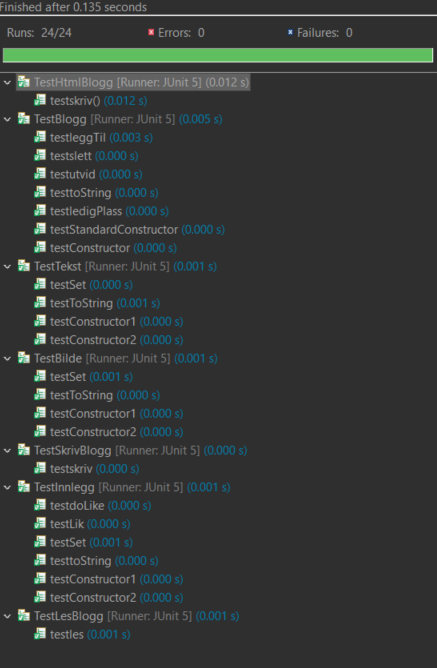 Finished after 0.135 seconds
Runs: 24/24 Errors: 0 Failures: 0
TestHtmlBlogg [Runner: JUnit 5] (0.012 s)
testskriv() (0.012 s)
TestBlogg [Runner: JUnit 5] (0.005 s)
testleggTil (0.003 s)
testslett (0.000 s)
testutvid (0.000 s)
testtoString (0.000 s)
testledigPlass (0.000 s)
testStandardConstructor (0.000 s)
testConstructor (0.000 s)
TestTekst [Runner: JUnit 5] (0.001 s)
testSet (0.000 s)
testToString (0.001 s)
testConstructor1 (0.000 s)
testConstructor2 (0.000 s)
TestBilde [Runner: JUnit 5] (0.001 s)
testSet (0.001 s)
testToString (0.000 s)
testConstructor1 (0.000 s)
testConstructor2 (0.000 s)
TestSkrivBlogg [Runner: JUnit 5] (0.000 s)
testskriv (0.000 s)
TestInnlegg [Runner: JUnit 5] (0.001 s)
testdoLike (0.000 s)
testLik (0.000 s)
testSet (0.001 s)
testtoString (0.000 s)
testConstructor1 (0.000 s)
testConstructor2 (0.000 s)
TestLesBlogg [Runner: JUnit 5] (0.001 s)
testles (0.001 s)